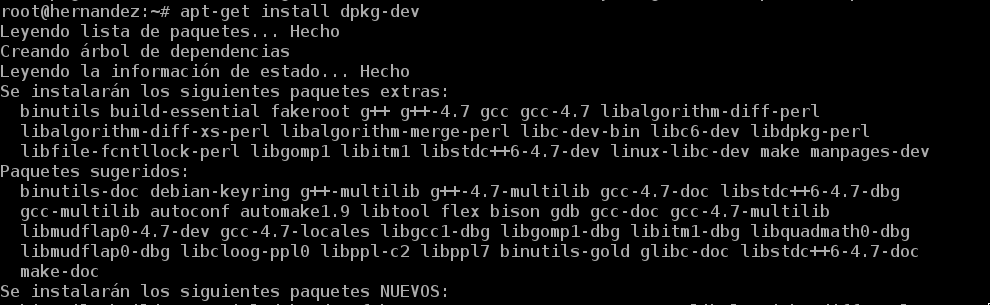 root@hernandez:~# apt-get install dpkg-dev
Leyendo lista de paquetes... Hecho
Creando árbol de dependencias
Leyendo la información de estado... Hecho
Se instalarán los siguientes paquetes extras:
binutils build-essential fakeroot g++ g++-4.7 gcc gcc-4.7 libalgorithm-diff-perl
libalgorithm-diff-xs-perl libalgorithm-merge-perl libc-dev-bin libc6-dev libdpkg-perl
libfile-fcntllock-perl libgomp1 libitm1 libstdc++6-4.7-dev linux-libc-dev make manpages-dev
Paquetes sugeridos:
binutils-doc debian-keyring g++-multilib g++-4.7-multilib gcc-4.7-doc libstdc++6-4.7-dbg
gcc-multilib autoconf automake1.9 libtool flex bison gdb gcc-doc gcc-4.7-multilib
libmudflap0-4.7-dev gcc-4.7-locales libgcc1-dbg libgomp1-dbg libitm1-dbg libquadmath0-dbg
libmudflap0-dbg libcloog-ppl0 libppl-c2 libppl7 binutils-gold glibc-doc libstdc++6-4.7-doc
make-doc
Se instalarán los siguientes paquetes NUEVOS: